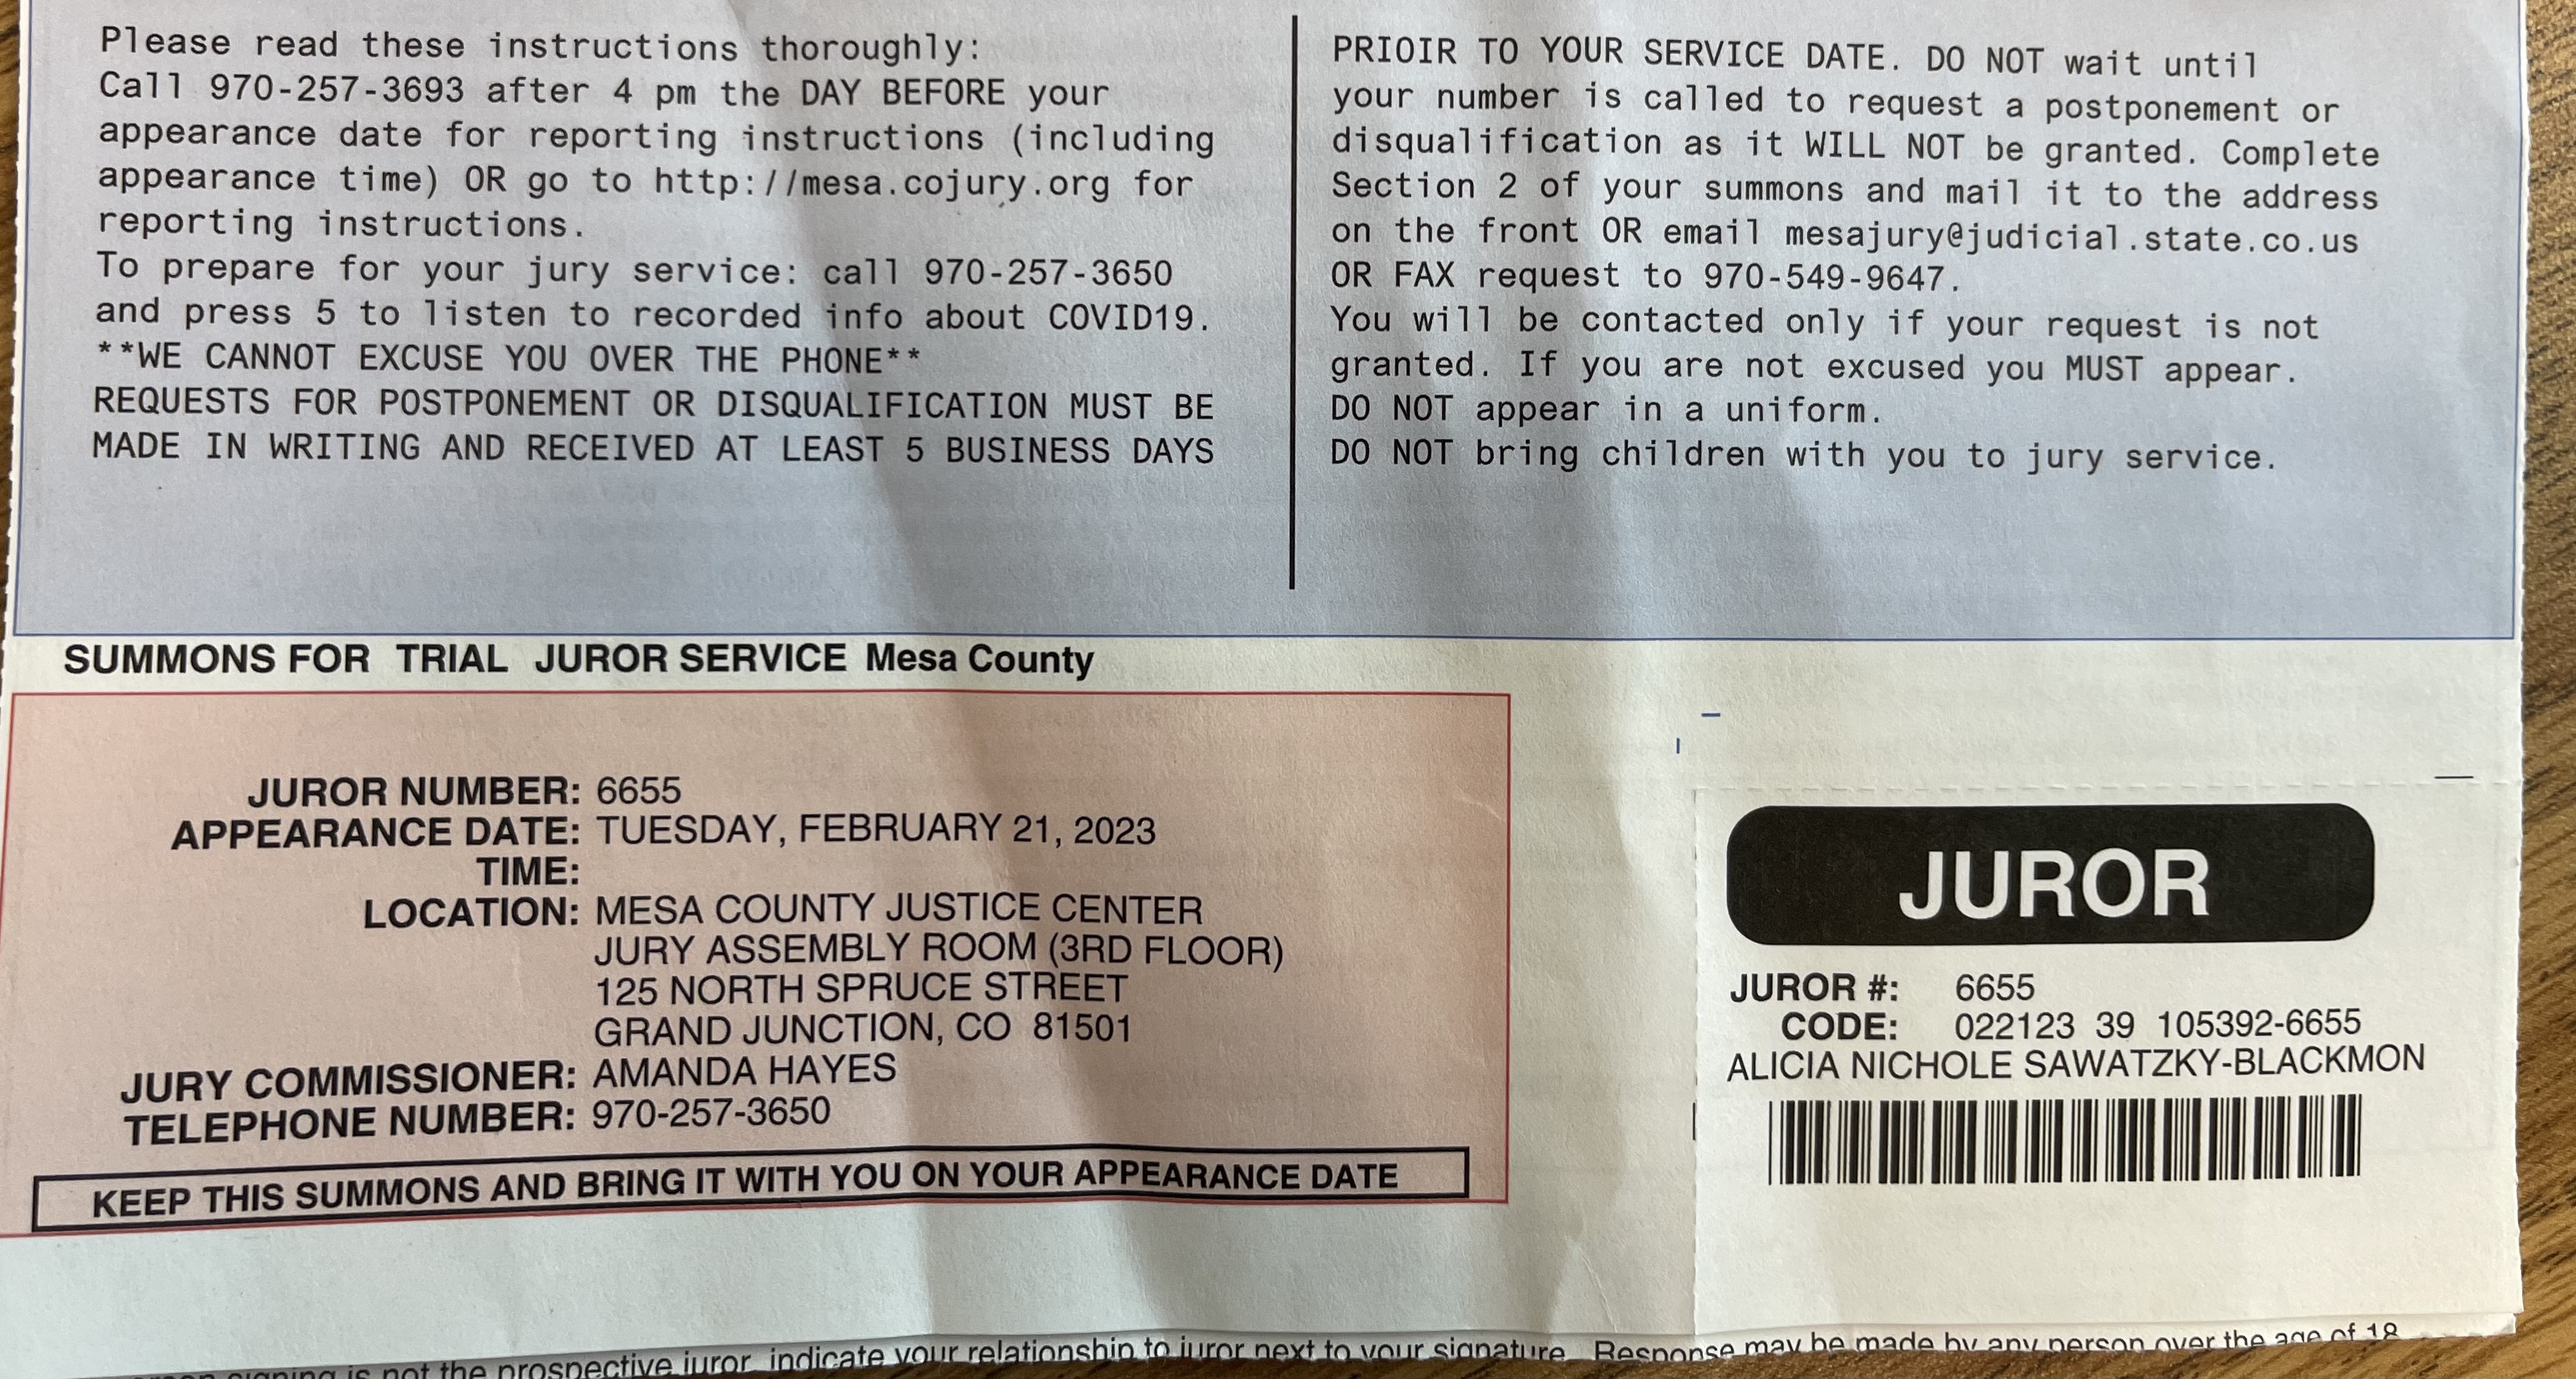 Please read these instructions thoroughly:
Call 970-257-3693 after 4 pm the DAY BEFORE your
appearance date for reporting instructions (including
appearance time) OR go to http://mesa.cojury.org for
reporting instructions.
To prepare for your jury service: call 970-257-3650
and press 5 to listen to recorded info about COVID19.
**WE CANNOT EXCUSE YOU OVER THE PHONE**
REQUESTS FOR POSTPONEMENT OR DISQUALIFICATION MUST BE
MADE IN WRITING AND RECEIVED AT LEAST 5 BUSINESS DAYS
PRIOIR TO YOUR SERVICE DATE. DO NOT wait until
your number is called to request a postponement or
disqualification as it WILL NOT be granted. Complete
Section 2 of your summons and mail it to the address
on the front OR email mesajury@judicial.state.co.us
OR FAX request to 970-549-9647.
You will be contacted only if your request is not
granted. If you are not excused you MUST appear.
DO NOT appear in a uniform.
DO NOT bring children with you to jury service.
SUMMONS FOR TRIAL JUROR SERVICE Mesa County
JUROR NUMBER: 6655
APPEARANCE DATE: TUESDAY, FEBRUARY 21, 2023
TIME:
LOCATION: MESA COUNTY JUSTICE CENTER
JURY ASSEMBLY ROOM (3RD FLOOR)
125 NORTH SPRUCE STREET
GRAND JUNCTION, CO 81501
JURY COMMISSIONER: AMANDA HAYES
TELEPHONE NUMBER: 970-257-3650
KEEP THIS SUMMONS AND BRING IT WITH YOU ON YOUR APPEARANCE DATE
JUROR
JUROR #: 6655
CODE: 022123 39 105392-6655
ALICIA NICHOLE SAWATZKY-BLACKMON
signing is not the prospective juror, indicate your relationship to juror next to your signature. Response may be made by any person over the age of 18